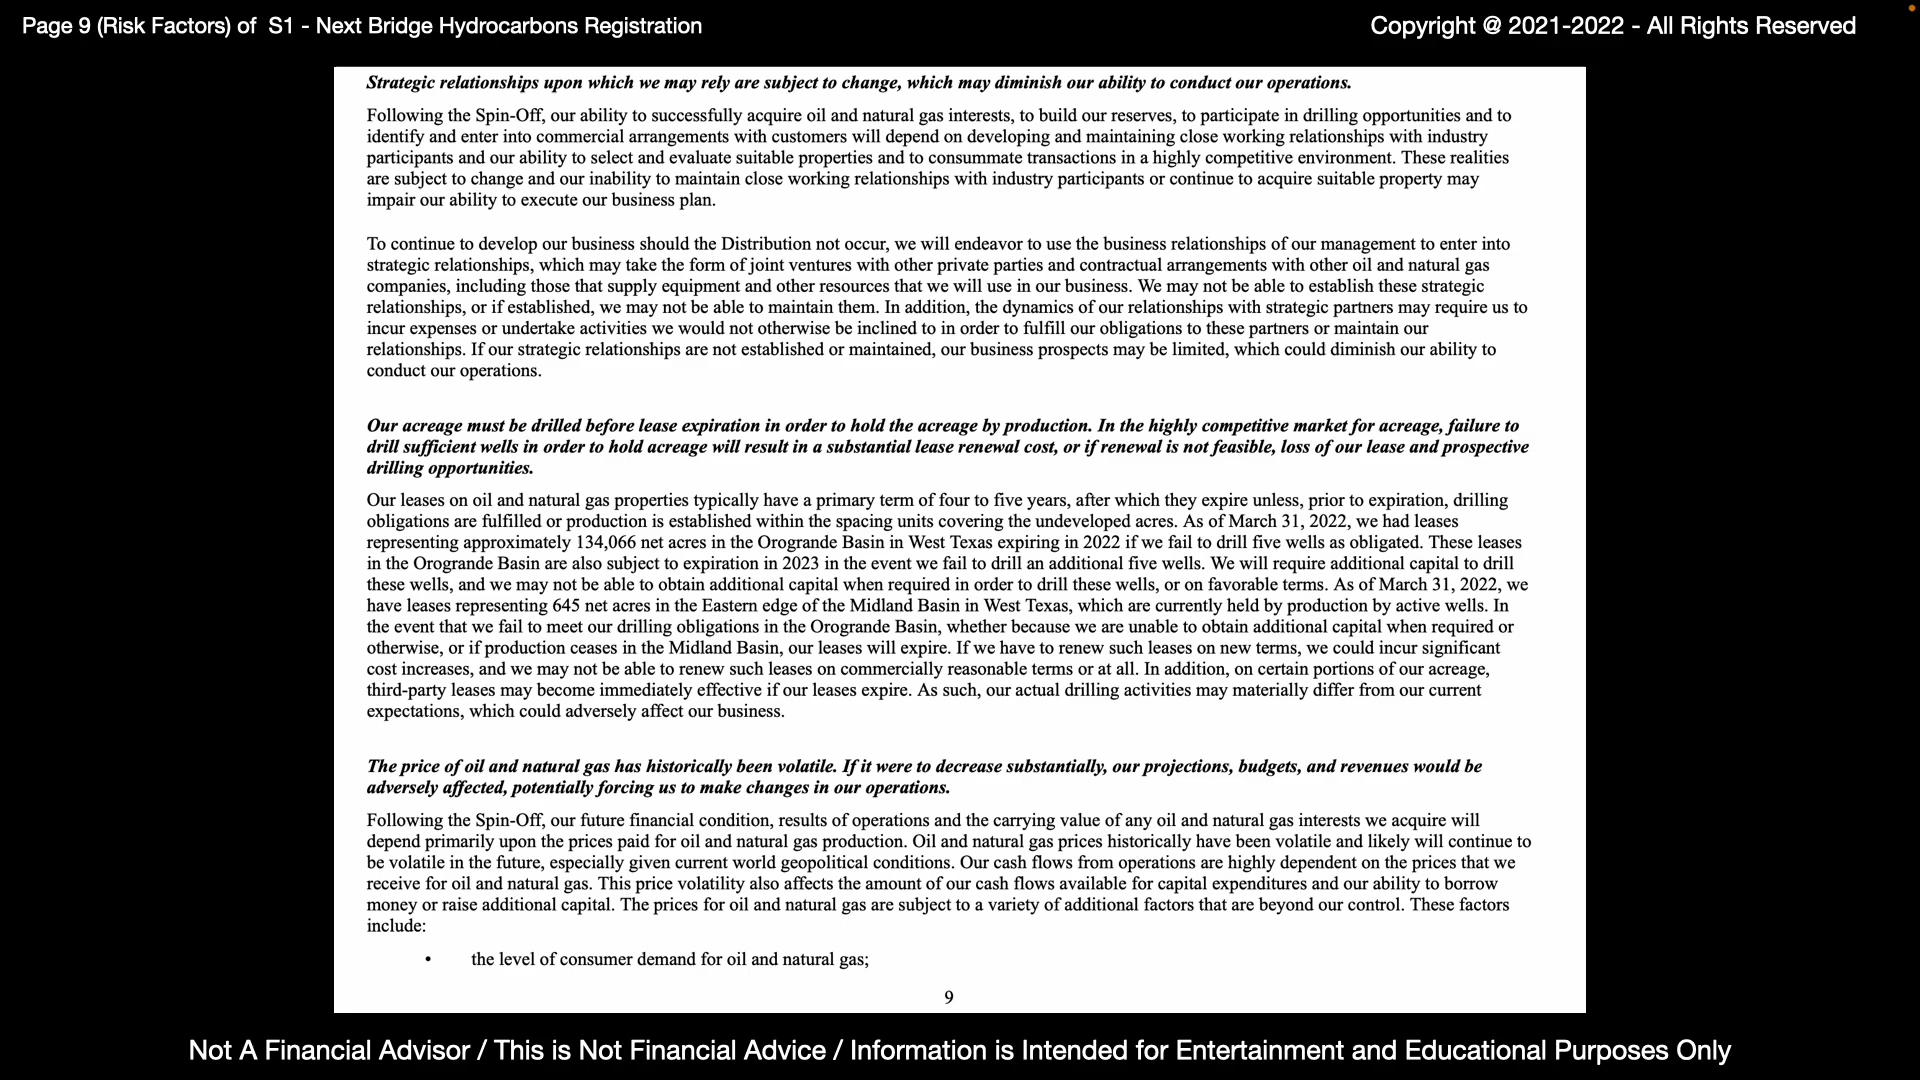 Page 9 (Risk Factors) of S1 - Next Bridge Hydrocarbons Registration
Copyright @ 2021-2022 - All Rights Reserved
Strategic relationships upon which we may rely are subject to change, which may diminish our ability to conduct our operations.
Following the Spin-Off, our ability to successfully acquire oil and natural gas interests, to build our reserves, to participate in drilling opportunities and to
identify and enter into commercial arrangements with customers will depend on developing and maintaining close working relationships with industry
participants and our ability to select and evaluate suitable properties and to consummate transactions in a highly competitive environment. These realities
are subject to change and our inability to maintain close working relationships with industry participants or continue to acquire suitable property may
impair our ability to execute our business plan.
To continue to develop our business should the Distribution not occur, we will endeavor to use the business relationships of our management to enter into
strategic relationships, which may take the form of joint ventures with other private parties and contractual arrangements with other oil and natural gas
companies, including those that supply equipment and other resources that we will use in our business. We may not be able to establish these strategic
relationships, or if established, we may not be able to maintain them. In addition, the dynamics of our relationships with strategic partners may require us to
incur expenses or undertake activities we would not otherwise be inclined to in order to fulfill our obligations to these partners or maintain our
relationships. If our strategic relationships are not established or maintained, our business prospects may be limited, which could diminish our ability to
conduct our operations.
Our acreage must be drilled before lease expiration in order to hold the acreage by production. In the highly competitive market for acreage, failure to
drill sufficient wells in order to hold acreage will result in a substantial lease renewal cost, or if renewal is not feasible, loss of our lease and prospective
drilling opportunities.
Our leases on oil and natural gas properties typically have a primary term of four to five years, after which they expire unless, prior to expiration, drilling
obligations are fulfilled or production is established within the spacing units covering the undeveloped acres. As of March 31, 2022, we had leases
representing approximately 134,066 net acres in the Orogrande Basin in West Texas expiring in 2022 if we fail to drill five wells as obligated. These leases
in the Orogrande Basin are also subject to expiration in 2023 in the event we fail to drill an additional five wells. We will require additional capital to drill
these wells, and we may not be able to obtain additional capital when required in order to drill these wells, or on favorable terms. As of March 31, 2022, we
have leases representing 645 net acres in the Eastern edge of the Midland Basin in West Texas, which are currently held by production by active wells. In
the event that we fail to meet our drilling obligations in the Orogrande Basin, whether because we are unable to obtain additional capital when required or
otherwise, or if production ceases in the Midland Basin, our leases will expire. If we have to renew such leases on new terms, we could incur significant
cost increases, and we may not be able to renew such leases on commercially reasonable terms or at all. In addition, on certain portions of our acreage,
third-party leases may become immediately effective if our leases expire. As such, our actual drilling activities may materially differ from our current
expectations, which could adversely affect our business.
The price of oil and natural gas has historically been volatile. If it were to decrease substantially, our projections, budgets, and revenues would be
adversely affected, potentially forcing us to make changes in our operations.
Following the Spin-Off, our future financial condition, results of operations and the carrying value of any oil and natural gas interests we acquire will
depend primarily upon the prices paid for oil and natural gas production. Oil and natural gas prices historically have been volatile and likely will continue to
be volatile in the future, especially given current world geopolitical conditions. Our cash flows from operations are highly dependent on the prices that we
receive for oil and natural gas. This price volatility also affects the amount of our cash flows available for capital expenditures and our ability to borrow
money or raise additional capital. The prices for oil and natural gas are subject to a variety of additional factors that are beyond our control. These factors
include:
• the level of consumer demand for oil and natural gas;
9
Not A Financial Advisor / This is Not Financial Advice / Information is Intended for Entertainment and Educational Purposes Only